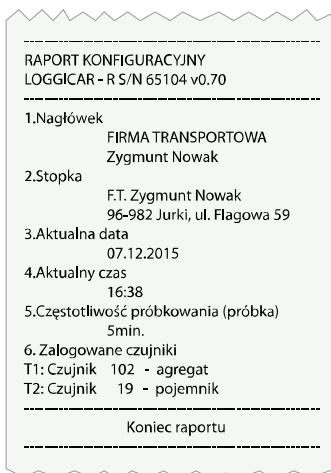 RAPORT KONFIGURACYJNY
LOGGICAR - R S/N 65104 v0.70
1.Nagłówek
FIRMA TRANSPORTOWA
Zygmunt Nowak
2.Stopka
F.T. Zygmunt Nowak
96-982 Jurki, ul. Flagowa 59
3.Aktualna data
07.12.2015
4.Aktualny czas
16:38
5.Częstotliwość próbkowania (próbka)
5min.
6. Zalogowane czujniki
T1: Czujnik 102 - agregat
T2: Czujnik 19 - pojemnik
Koniec raportu